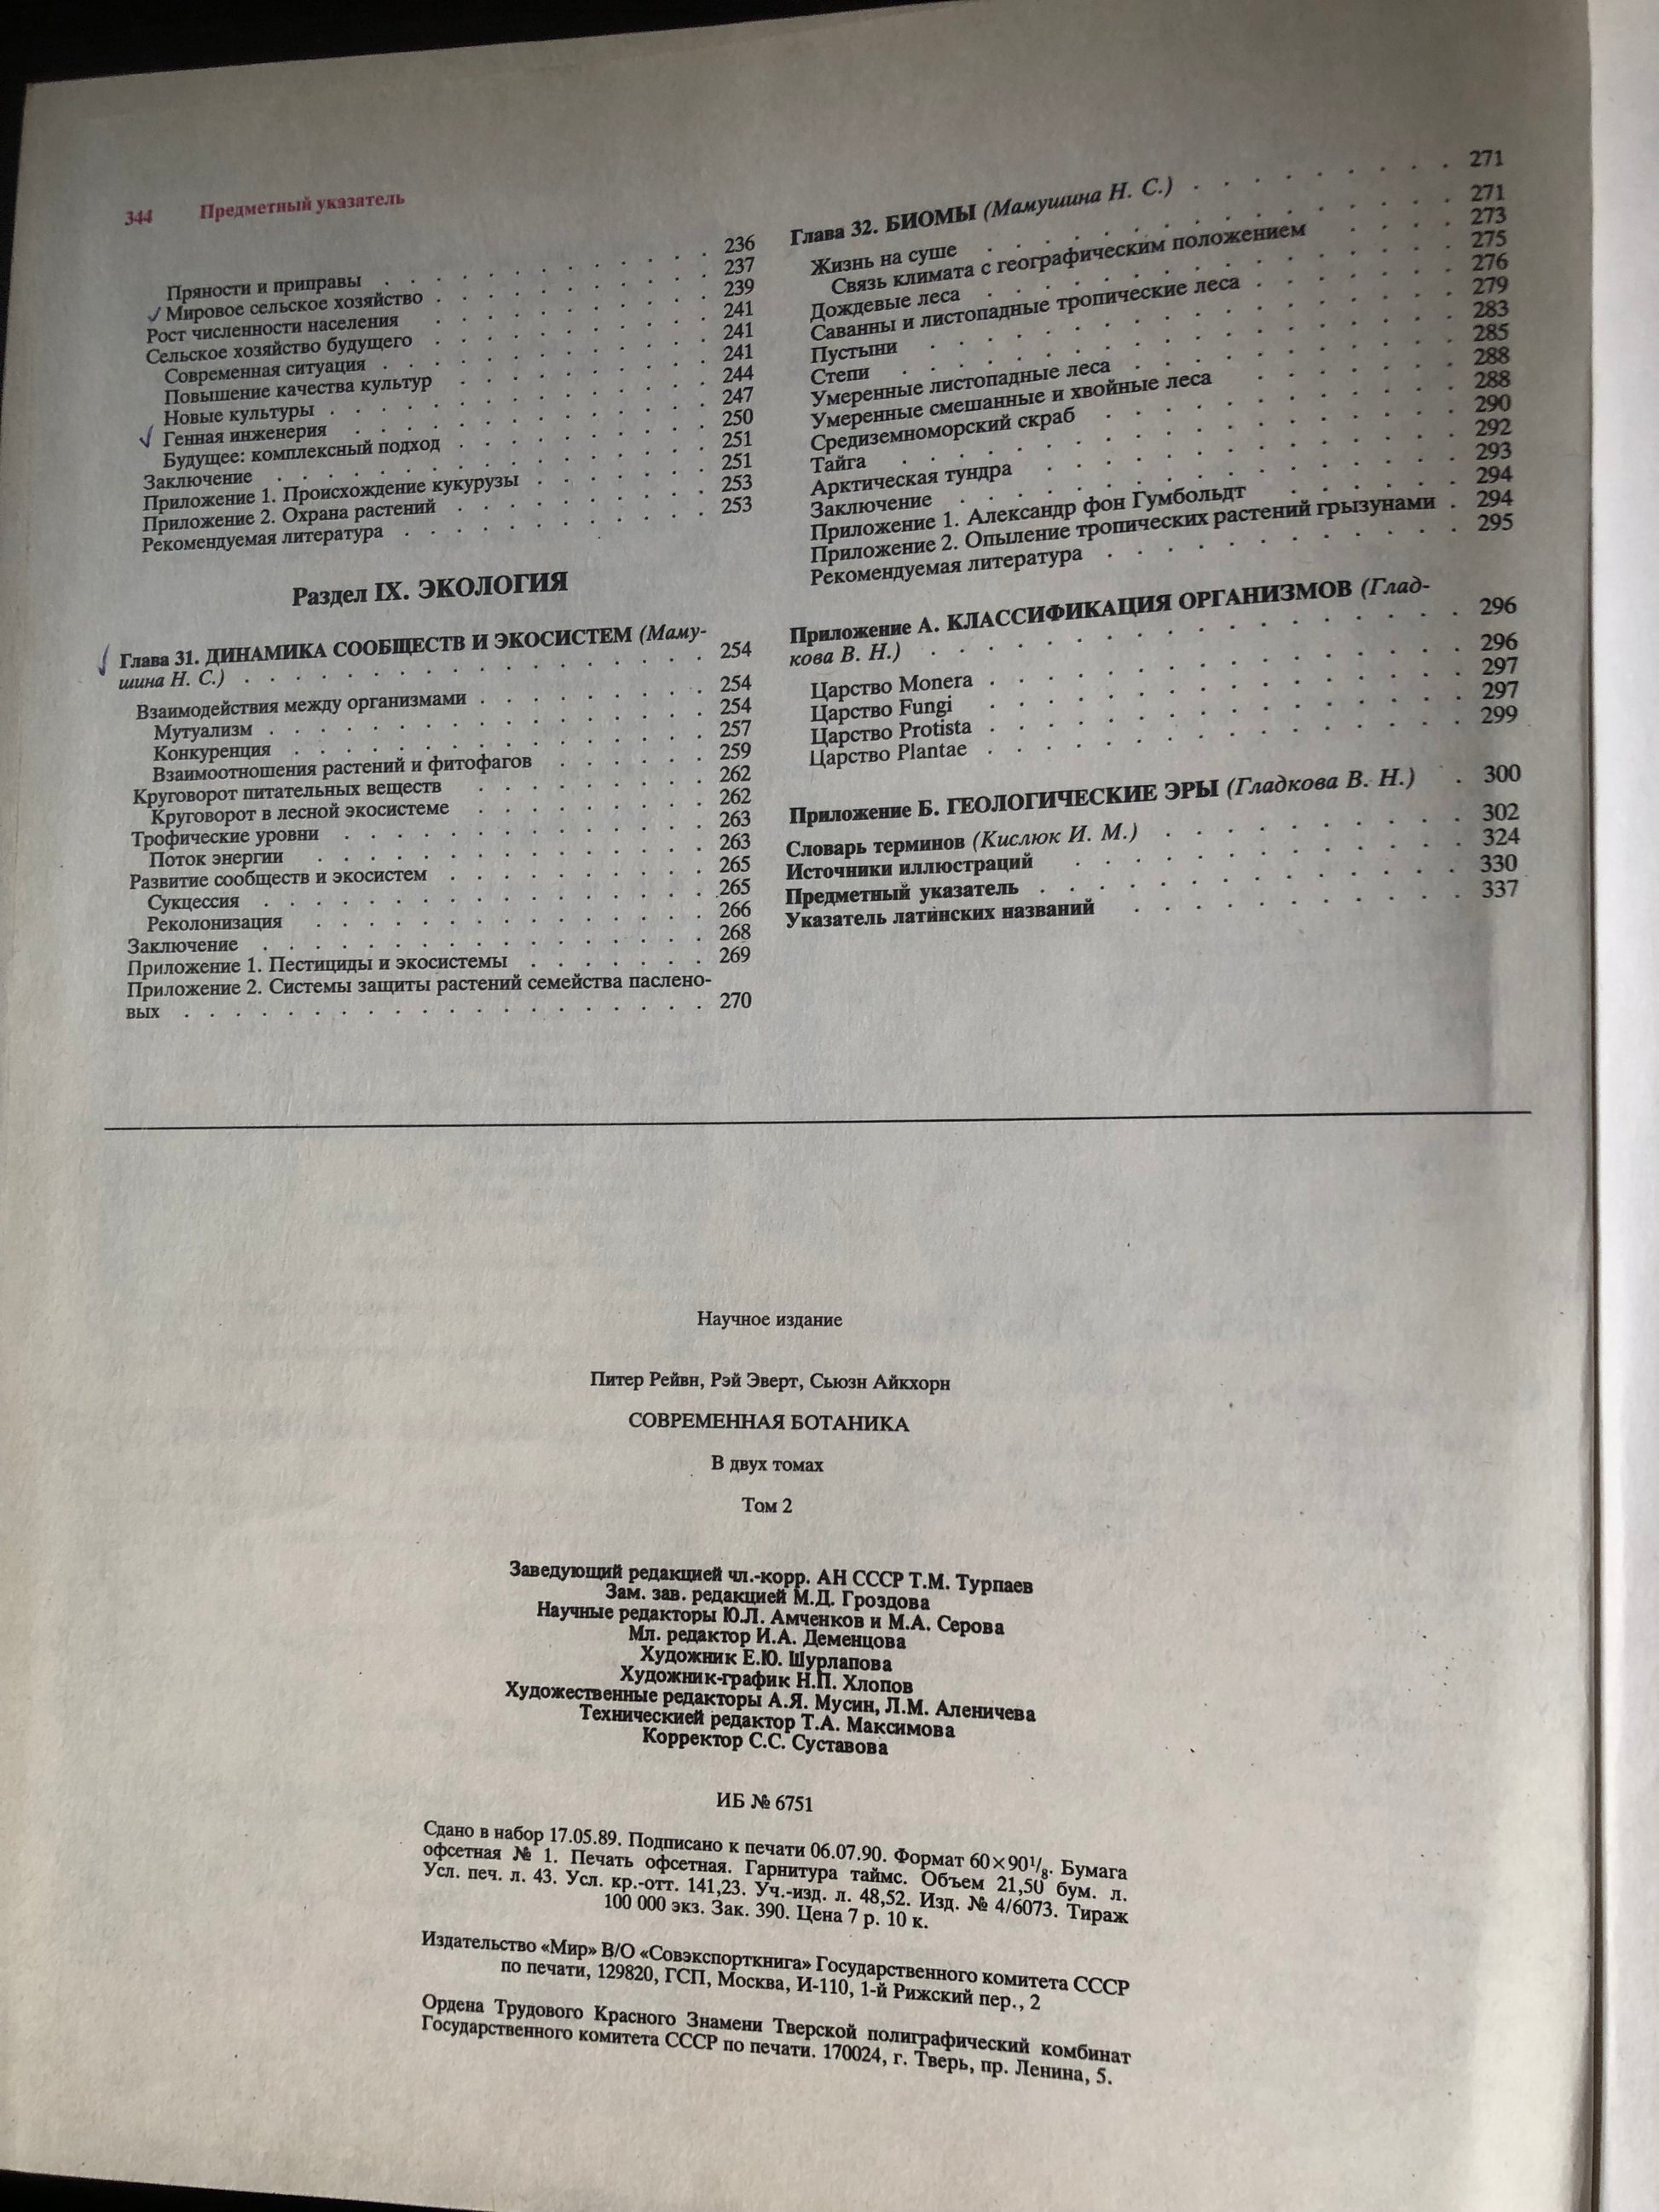 344 Предметный указатель
Пряности и приправы . . . . . . . . . . . . 236
Мировое сельское хозяйство . . . . . . . . . . 237
Рост численности населения . . . . . . . . . . 239
Сельское хозяйство будущего . . . . . . . . . . 241
Современная ситуация . . . . . . . . . . . 241
Повышение качества культур . . . . . . . . . 241
Новые культуры . . . . . . . . . . . . . 244
Генная инженерия . . . . . . . . . . . . 247
Будущее: комплексный подход . . . . . . . . . 250
Заключение . . . . . . . . . . . . . . . 251
Приложение 1. Происхождение кукурузы . . . . . . 251
Приложение 2. Охрана растений . . . . . . . . . 253
Рекомендуемая литература . . . . . . . . . . 253
Раздел IX. ЭКОЛОГИЯ
Глава 31. ДИНАМИКА СООБЩЕСТВ И ЭКОСИСТЕМ (Маму-
шина Н. С.) . . . . . . . . . . . . . . . . 254
Взаимодействия между организмами . . . . . . . . 254
Мутуализм . . . . . . . . . . . . . . . 254
Конкуренция . . . . . . . . . . . . . . 257
Взаимоотношения растений и фитофагов . . . . . . 259
Круговорот питательных веществ . . . . . . . . . 262
Круговорот в лесной экосистеме . . . . . . . . 262
Трофические уровни . . . . . . . . . . . . . 263
Поток энергии . . . . . . . . . . . . . . 263
Развитие сообществ и экосистем . . . . . . . . . 265
Сукцессия . . . . . . . . . . . . . . . 265
Реколонизация . . . . . . . . . . . . . . 266
Заключение . . . . . . . . . . . . . . . . 268
Приложение 1. Пестициды и экосистемы . . . . . . . 269
Приложение 2. Системы защиты растений семейства паслено-
вых . . . . . . . . . . . . . . . . . . . 270
Глава 32. БИОМЫ (Мамушина Н. С.) . . . . . . . . . 271
Жизнь на суше . . . . . . . . . . . . . . 271
Связь климата с географическим положением . . . . 273
Дождевые леса . . . . . . . . . . . . . . 275
Саванны и листопадные тропические леса . . . . . . 276
Пустыни . . . . . . . . . . . . . . . . 279
Степи . . . . . . . . . . . . . . . . . 283
Умеренные листопадные леса . . . . . . . . . . 285
Умеренные смешанные и хвойные леса . . . . . . . 288
Средиземноморский скраб . . . . . . . . . . . 288
Тайга . . . . . . . . . . . . . . . . . 290
Арктическая тундра . . . . . . . . . . . . . 292
Заключение . . . . . . . . . . . . . . . 293
Приложение 1. Александр фон Гумбольдт . . . . . . 294
Приложение 2. Опыление тропических растений грызунами . 294
Рекомендуемая литература . . . . . . . . . . . 295
Приложение А. КЛАССИФИКАЦИЯ ОРГАНИЗМОВ (Глад-
кова В. Н.) . . . . . . . . . . . . . . . . 296
Царство Monera . . . . . . . . . . . . . . 296
Царство Fungi . . . . . . . . . . . . . . 297
Царство Protista . . . . . . . . . . . . . . 297
Царство Plantae . . . . . . . . . . . . . . 299
Приложение Б. ГЕОЛОГИЧЕСКИЕ ЭРЫ (Гладкова В. Н.) . 300
Словарь терминов (Кислюк И. М.) . . . . . . . . . 302
Источники иллюстраций . . . . . . . . . . . . 324
Предметный указатель . . . . . . . . . . . . . 330
Указатель латинских названий . . . . . . . . . . 337
Научное издание
Питер Рейвн, Рэй Эверт, Сьюзн Айкхорн
СОВРЕМЕННАЯ БОТАНИКА
В двух томах
Том 2
Заведующий редакцией чл.-корр. АН СССР Т.М. Турпаев
Зам. зав. редакцией М.Д. Гроздова
Научные редакторы Ю.Л. Амченков и М.А. Серова
Мл. редактор И.А. Деменцова
Художник Е.Ю. Шурлапова
Художник-график Н.П. Хлопов
Художественные редакторы А.Я. Мусин, Л.М. Аленичева
Техническией редактор Т.А. Максимова
Корректор С.С. Суставова
ИБ № 6751
Сдано в набор 17.05.89. Подписано к печати 06.07.90. Формат 60×90¹/₈. Бумага
офсетная № 1. Печать офсетная. Гарнитура таймс. Объем 21,50 бум. л.
Усл. печ. л. 43. Усл. кр.-отт. 141,23. Уч.-изд. л. 48,52. Изд. № 4/6073. Тираж
100 000 экз. Зак. 390. Цена 7 р. 10 к.
Издательство «Мир» В/О «Совэкспорткнига» Государственного комитета СССР
по печати, 129820, ГСП, Москва, И-110, 1-й Рижский пер., 2
Ордена Трудового Красного Знамени Тверской полиграфический комбинат
Государственного комитета СССР по печати. 170024, г. Тверь, пр. Ленина, 5.